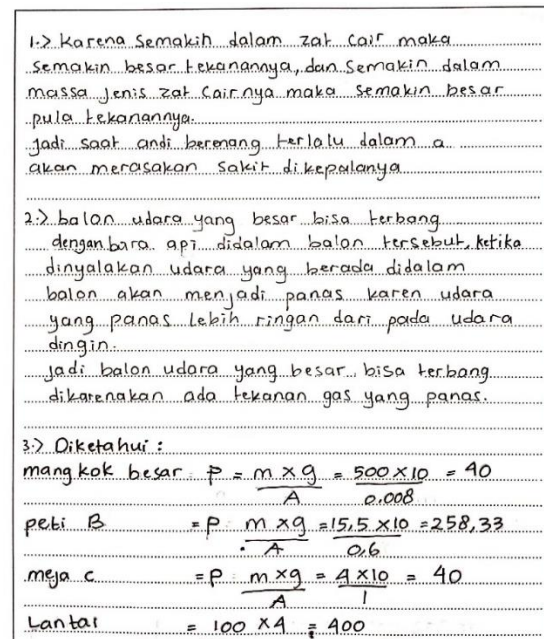 1.> Karena semakin dalam zat cair maka
semakin besar tekanannya, dan semakin dalam
massa jenis zat cairnya maka semakin besar
pula tekanannya.
Jadi saat andi berenang terlalu dalam a
akan merasakan sakit dikepalanya
2.> balon udara yang besar bisa terbang
dengan bara api didalam balon tersebut, ketika
dinyalakan udara yang berada didalam
balon akan menjadi panas karen udara
yang panas lebih ringan dari pada udara
dingin.
Jadi balon udara yang besar bisa terbang
dikarenakan ada tekanan gas yang panas.
3.> Diketahui :
mangkok besar P = m x g / A = 500 x 10 / 0.008 = 40
peti B = P m x g / A = 15,5 x 10 / 0,6 = 258,33
meja c = P m x g / A = 4 x 10 / 1 = 40
Lantai = 100 x 4 = 400